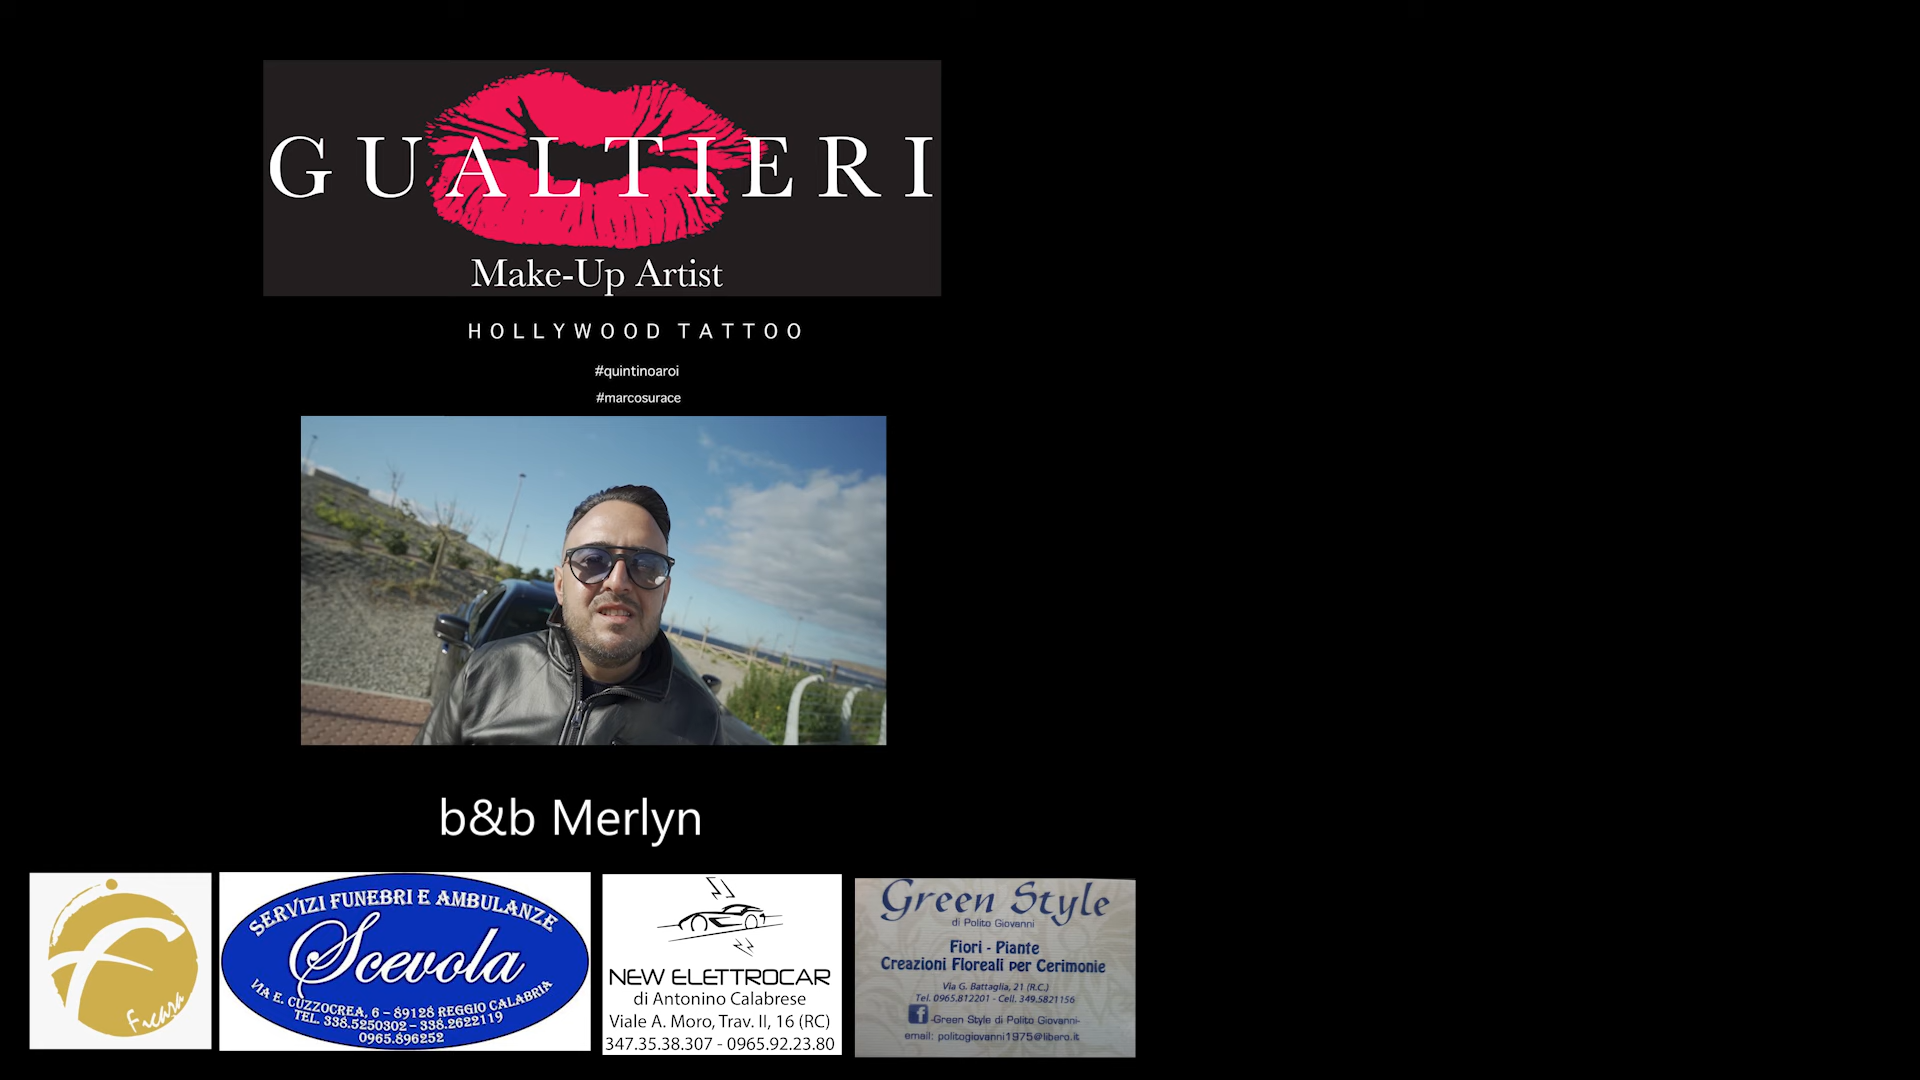 GUALTIERI
Make-Up Artist
HOLLYWOOD TATTOO
#quintinoaroi
#marcosurace
b&b Merlyn
Ficara
SERVIZI FUNEBRI E AMBULANZE
Scevola
VIA E. CUZZOCREA, 6 - 89128 REGGIO CALABRIA
TEL. 338.5250302 - 338.2622119
0965.896252
NEW ELETTROCAR
di Antonino Calabrese
Viale A. Moro, Trav. II, 16 (RC)
347.35.38.307 - 0965.92.23.80
Green Style
di Polito Giovanni
Fiori - Piante
Creazioni Floreali per Cerimonie
Via G. Battaglia, 21 (R.C.)
Tel. 0965.812201 - Cell. 349.5821156
f -Green Style di Polito Giovanni-
email: politogiovanni1975@libero.it